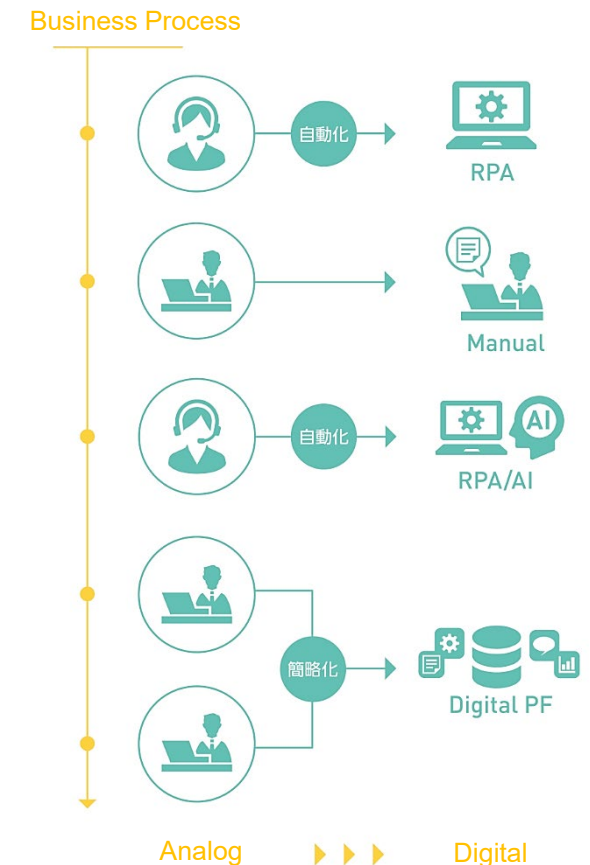 Business Process
自動化
RPA
Manual
自動化
AI
RPA/AI
簡略化
Digital PF
Analog
Digital